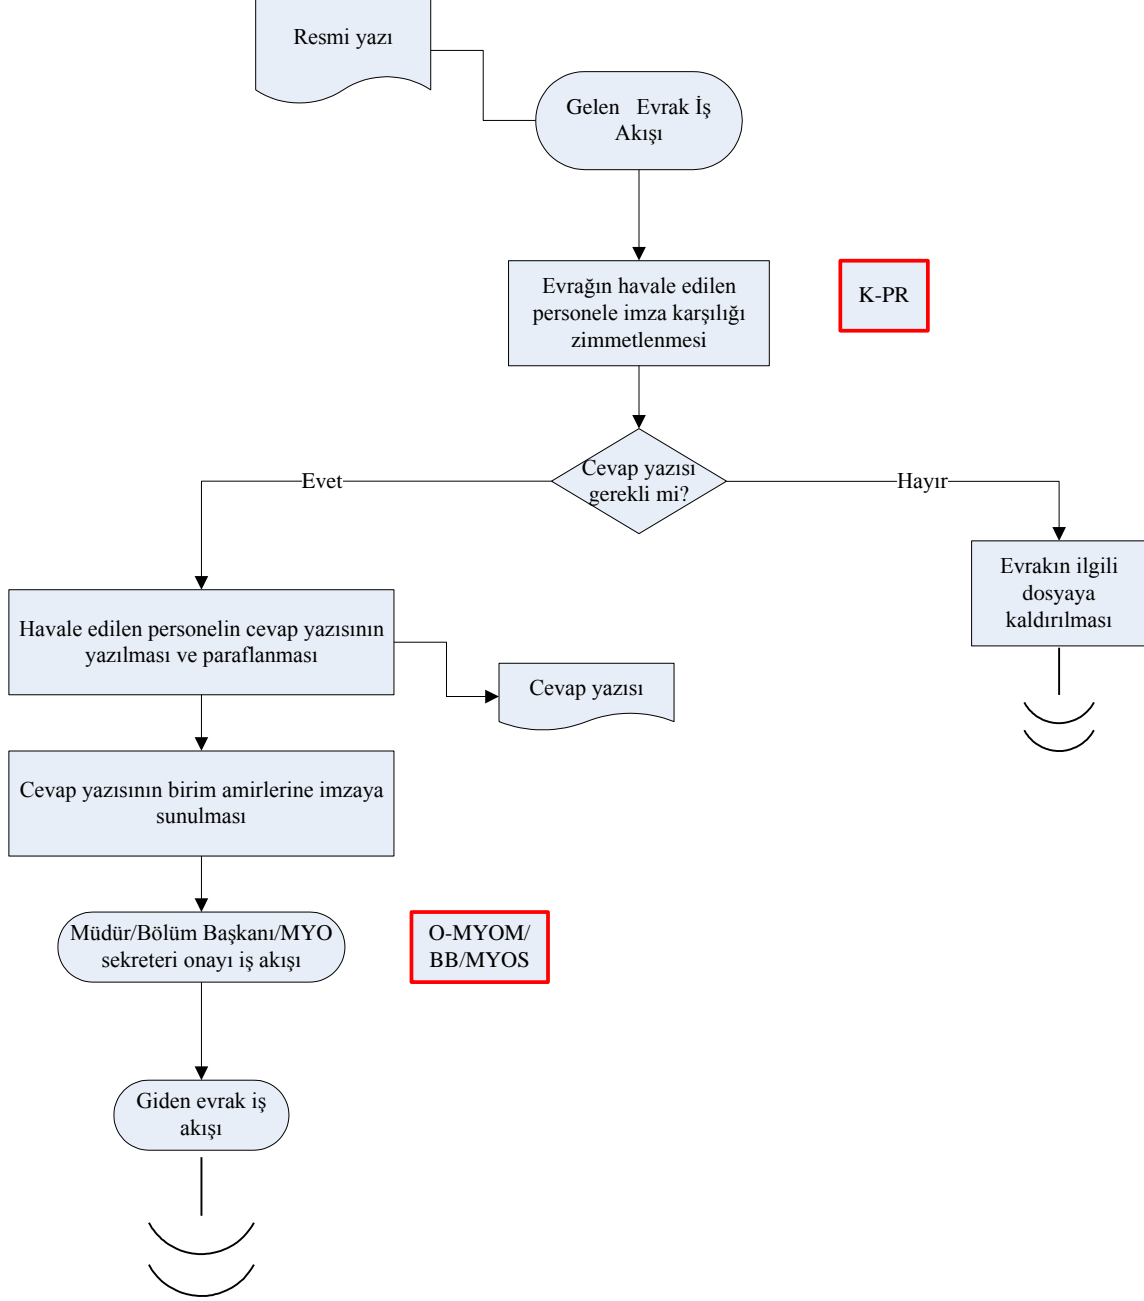 Resmi yazı
Gelen Evrak İş
Akışı
Evrağın havale edilen
personele imza karşılığı
zimmetlenmesi
K-PR
Cevap yazısı
gerekli mi?
Evet
Hayır
Evrakın ilgili
dosyaya
kaldırılması
Havale edilen personelin cevap yazısının
yazılması ve paraflanması
Cevap yazısı
Cevap yazısının birim amirlerine imzaya
sunulması
Müdür/Bölüm Başkanı/MYO
sekreteri onayı iş akışı
O-MYOM/
BB/MYOS
Giden evrak iş
akışı